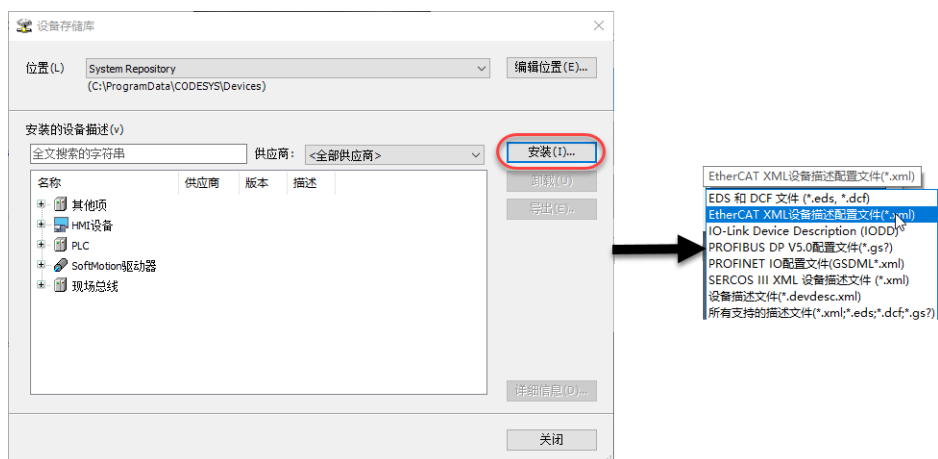 设备存储库
位置(L)
System Repository
编辑位置(E)...
(C:\ProgramData\CODESYS\Devices)
安装的设备描述(v)
全文搜索的字符串
供应商:
<全部供应商>
安装(I)...
名称
供应商
版本
描述
卸载(U)
其他项
导出(E)..
HMI设备
PLC
SoftMotion驱动器
现场总线
详细信息(D)...
关闭
EtherCAT XML设备描述配置文件(*.xml)
EDS 和 DCF 文件 (*.eds, *.dcf)
EtherCAT XML设备描述配置文件(*.xml)
IO-Link Device Description (IODD)
PROFIBUS DP V5.0配置文件(*.gs?)
PROFINET IO配置文件(GSDML*.xml)
SERCOS III XML 设备描述文件 (*.xml)
设备描述文件(*.devdesc.xml)
所有支持的描述文件(*.xml;*.eds;*.dcf;*.gs?)